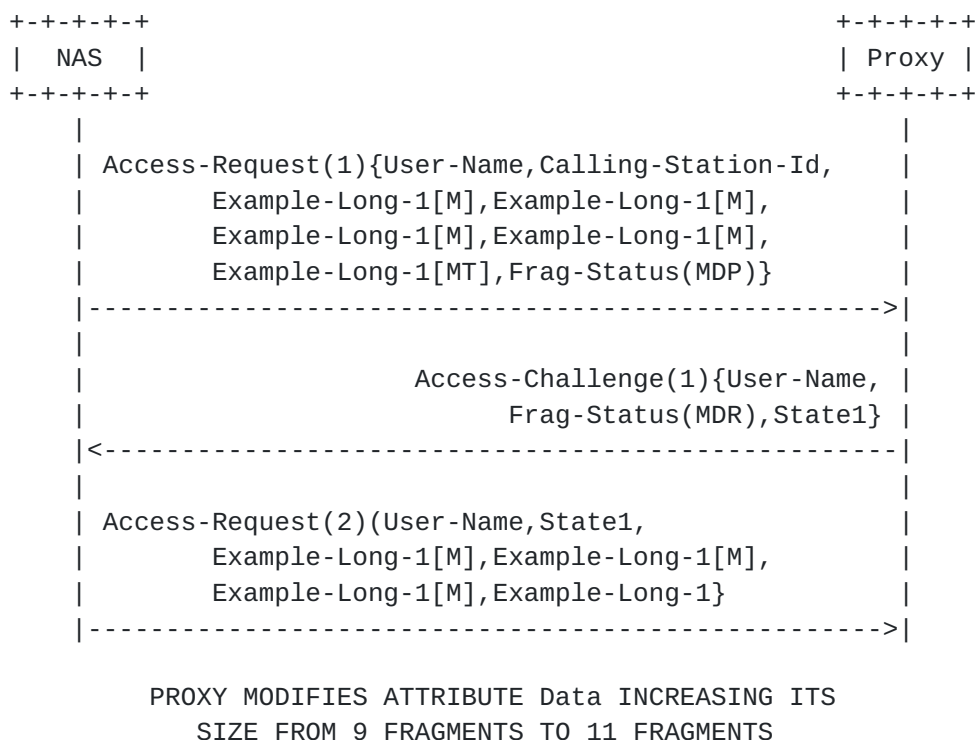 +-+-+-+-+ +-+-+-+-+
| NAS | | Proxy |
+-+-+-+-+ +-+-+-+-+
| |
| Access-Request(1){User-Name,Calling-Station-Id, |
| Example-Long-1[M],Example-Long-1[M], |
| Example-Long-1[M],Example-Long-1[M], |
| Example-Long-1[MT],Frag-Status(MDP)} |
|--------------------------------------------------->|
| |
| Access-Challenge(1){User-Name, |
| Frag-Status(MDR),State1} |
|<---------------------------------------------------|
| |
| Access-Request(2)(User-Name,State1, |
| Example-Long-1[M],Example-Long-1[M], |
| Example-Long-1[M],Example-Long-1} |
|--------------------------------------------------->|
PROXY MODIFIES ATTRIBUTE Data INCREASING ITS
SIZE FROM 9 FRAGMENTS TO 11 FRAGMENTS